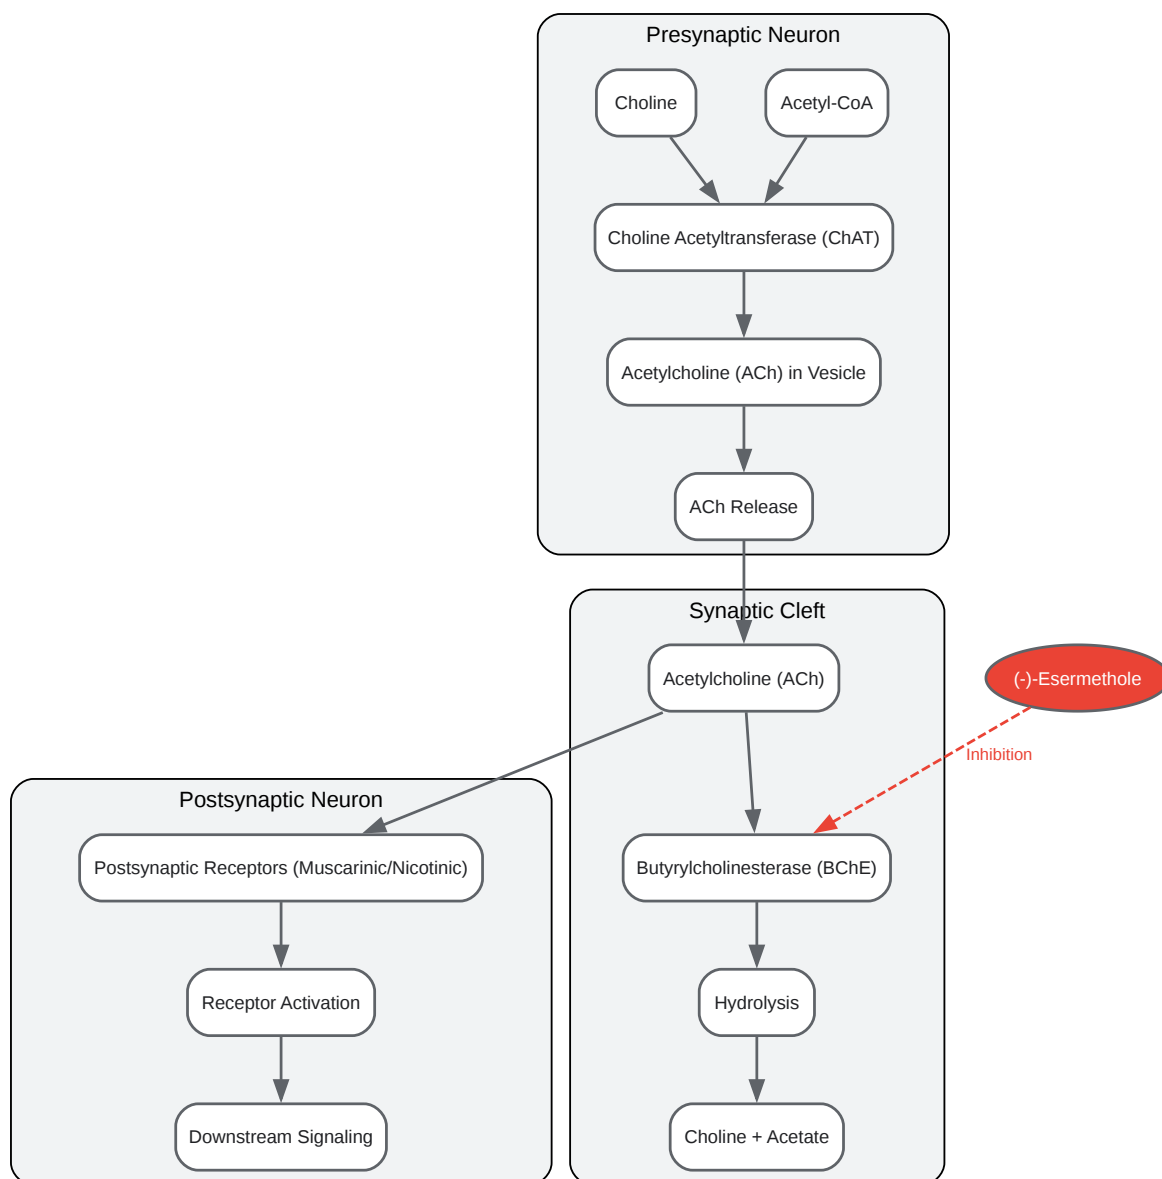 Presynaptic Neuron
Choline
Acetyl-CoA
Choline Acetyltransferase (ChAT)
Acetylcholine (ACh) in Vesicle
ACh Release
Synaptic Cleft
Acetylcholine (ACh)
(-)-Esermethole
Inhibition
Postsynaptic Neuron
Postsynaptic Receptors (Muscarinic/Nicotinic)
Butyrylcholinesterase (BChE)
Receptor Activation
Hydrolysis
Downstream Signaling
Choline + Acetate